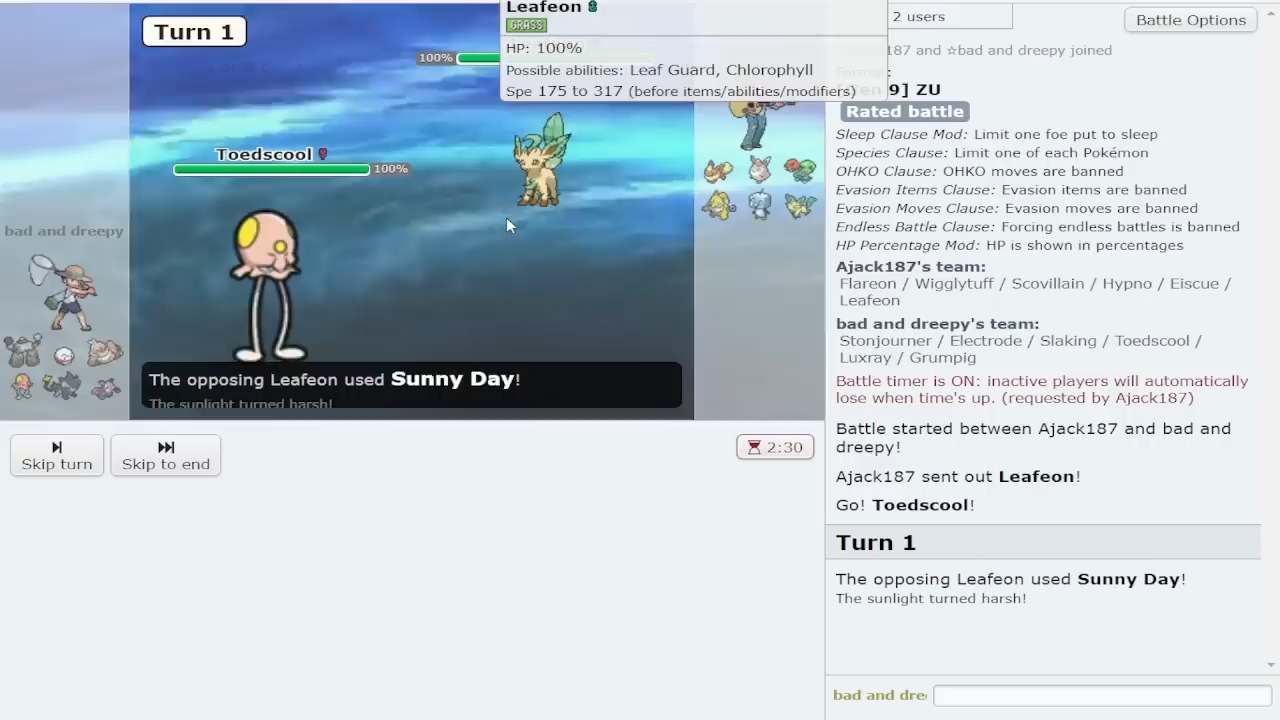 Turn 1
Leafeon
GRASS
HP: 100%
Possible abilities: Leaf Guard, Chlorophyll
Spe 175 to 317 (before items/abilities/modifiers)
100%
Toedscool
100%
bad and dreepy
The opposing Leafeon used Sunny Day!
The sunlight turned harsh!
Skip turn
Skip to end
2:30
2 users
Battle Options
187 and ☆bad and dreepy joined
9] ZU
Rated battle
Sleep Clause Mod: Limit one foe put to sleep
Species Clause: Limit one of each Pokémon
OHKO Clause: OHKO moves are banned
Evasion Items Clause: Evasion items are banned
Evasion Moves Clause: Evasion moves are banned
Endless Battle Clause: Forcing endless battles is banned
HP Percentage Mod: HP is shown in percentages
Ajack187's team:
Flareon / Wigglytuff / Scovillain / Hypno / Eiscue /
Leafeon
bad and dreepy's team:
Stonjourner / Electrode / Slaking / Toedscool /
Luxray / Grumpig
Battle timer is ON: inactive players will automatically
lose when time's up. (requested by Ajack187)
Battle started between Ajack187 and bad and
dreepy!
Ajack187 sent out Leafeon!
Go! Toedscool!
Turn 1
The opposing Leafeon used Sunny Day!
The sunlight turned harsh!
bad and dre